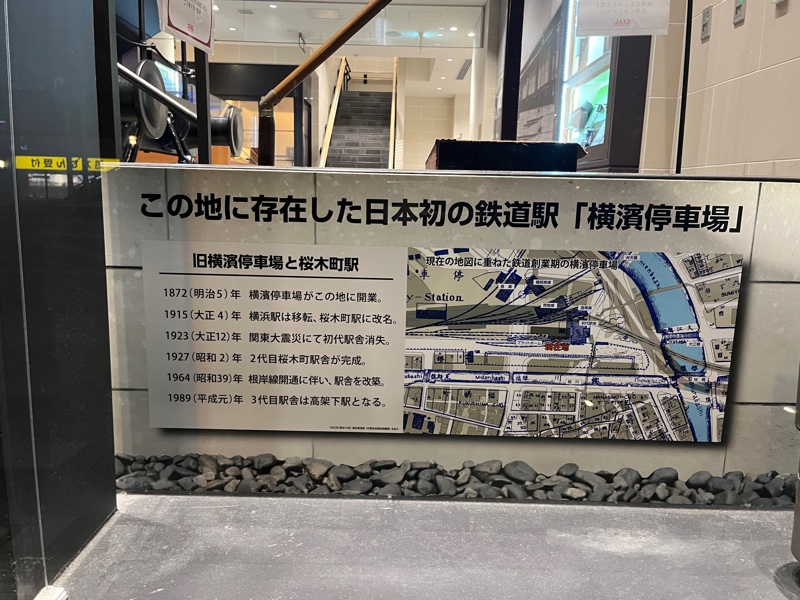 この地に存在した日本初の鉄道駅「横濱停車場」
旧横濱停車場と桜木町駅
1872(明治5)年 横濱停車場がこの地に開業。
1915(大正4)年 横浜駅は移転、桜木町駅に改名。
1923(大正12)年 関東大震災にて初代駅舎消失。
1927(昭和2)年 2代目桜木町駅舎が完成。
1964(昭和39)年 根岸線開通に伴い、駅舎を改築。
1989(平成元)年 3代目駅舎は高架下駅となる。
現在の地図に重ねた鉄道創業期の横濱停車場
車 停
y-Station.